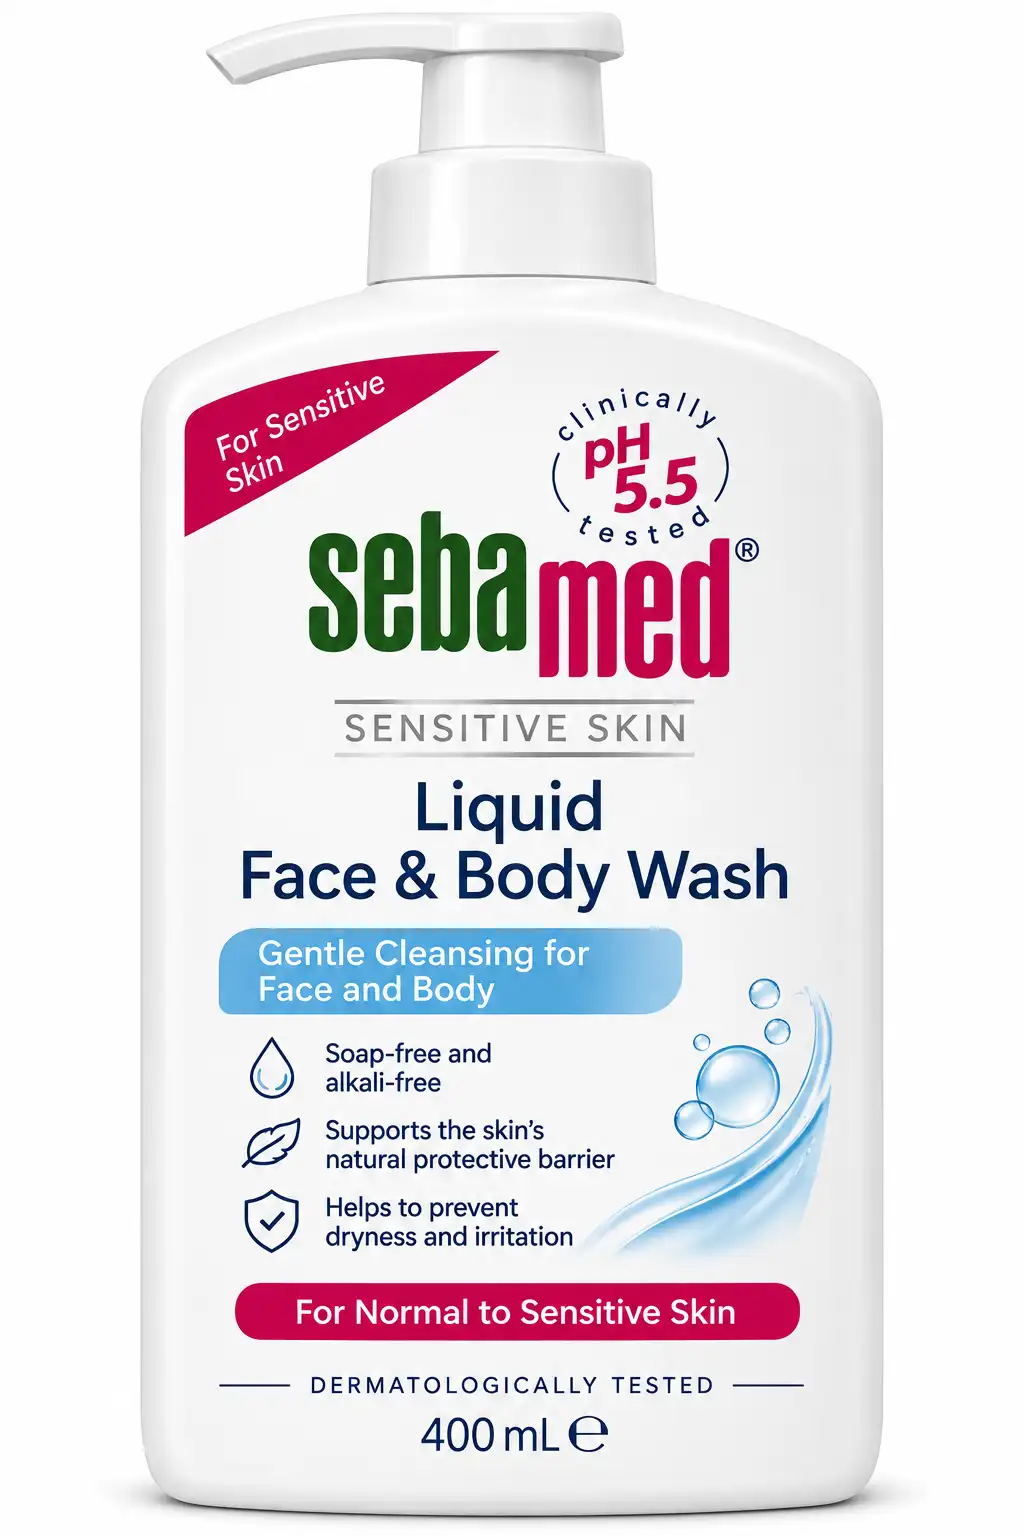 For Sensitive
Skin
clinically
pH
5.5
tested
sebamed®
SENSITIVE SKIN
Liquid
Face & Body Wash
Gentle Cleansing for
Face and Body
Soap-free and
alkali-free
Supports the skin’s
natural protective barrier
Helps to prevent
dryness and irritation
For Normal to Sensitive Skin
DERMATOLOGICALLY TESTED
400 mL ℮